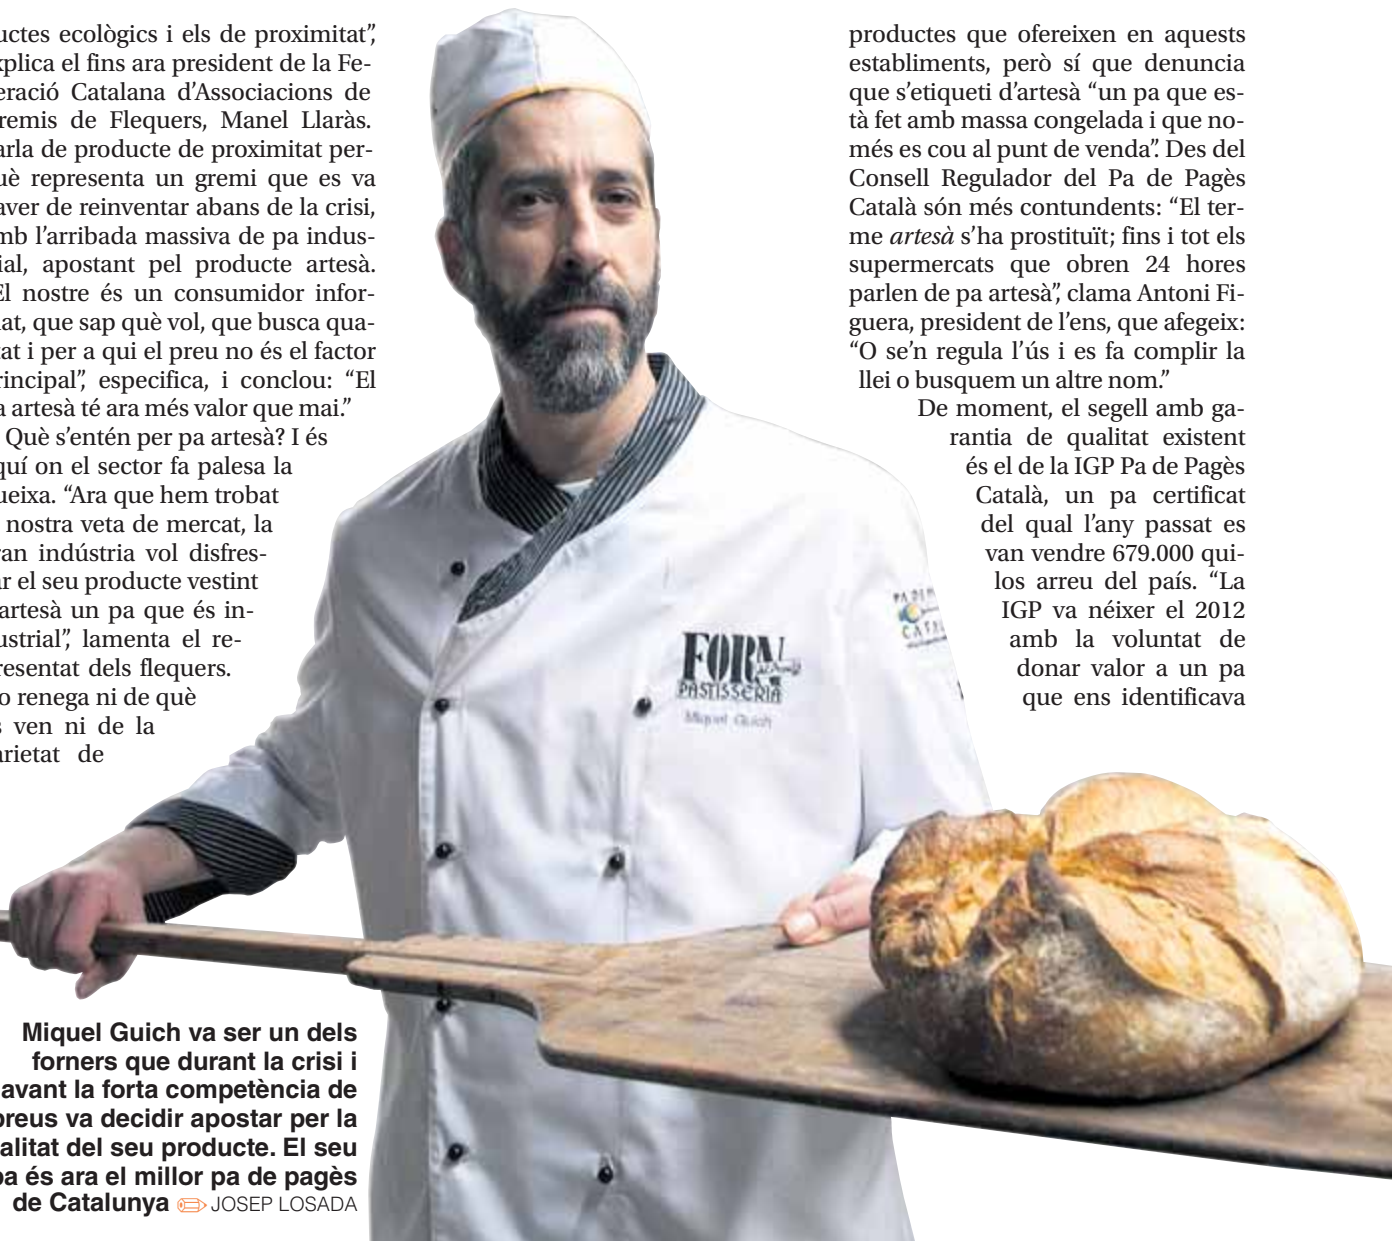 uctes ecològics i els de proximitat”,
xplica el fins ara president de la Fe-
eració Catalana d’Associacions de
remis de Flequers, Manel Llaràs.
arla de producte de proximitat per-
uè representa un gremi que es va
aver de reinventar abans de la crisi,
mb l’arribada massiva de pa indus-
ial, apostant pel producte artesà.
El nostre és un consumidor infor-
at, que sap què vol, que busca qua-
tat i per a qui el preu no és el factor
rincipal”, especifica, i conclou: “El
a artesà té ara més valor que mai.”
Què s’entén per pa artesà? I és
quí on el sector fa palesa la
ueixa. “Ara que hem trobat
nostra veta de mercat, la
ran indústria vol disfres-
ar el seu producte vestint
artesà un pa que és in-
ustrial”, lamenta el re-
resentat dels flequers.
o renega ni de què
s ven ni de la
arietat de
productes que ofereixen en aquests
establiments, però sí que denuncia
que s’etiqueti d’artesà “un pa que es-
tà fet amb massa congelada i que no-
més es cou al punt de venda”. Des del
Consell Regulador del Pa de Pagès
Català són més contundents: “El ter-
me artesà s’ha prostituït; fins i tot els
supermercats que obren 24 hores
parlen de pa artesà”, clama Antoni Fi-
guera, president de l’ens, que afegeix:
“O se’n regula l’ús i es fa complir la
llei o busquem un altre nom.”
De moment, el segell amb ga-
rantia de qualitat existent
és el de la IGP Pa de Pagès
Català, un pa certificat
del qual l’any passat es
van vendre 679.000 qui-
los arreu del país. “La
IGP va néixer el 2012
amb la voluntat de
donar valor a un pa
que ens identificava
FORN
PASTISSERIA
Miquel Guich
Miquel Guich va ser un dels
forners que durant la crisi i
avant la forta competència de
preus va decidir apostar per la
alitat del seu producte. El seu
pa és ara el millor pa de pagès
de Catalunya JOSEP LOSADA